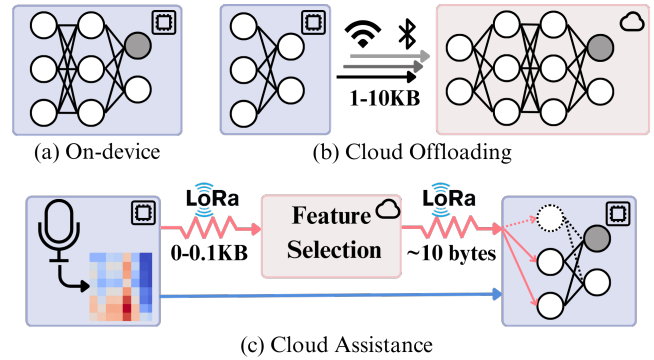 1-10KB
(a) On-device
(b) Cloud Offloading
LoRa
LoRa
Feature
Selection
0-0.1KB
~10 bytes
(c) Cloud Assistance